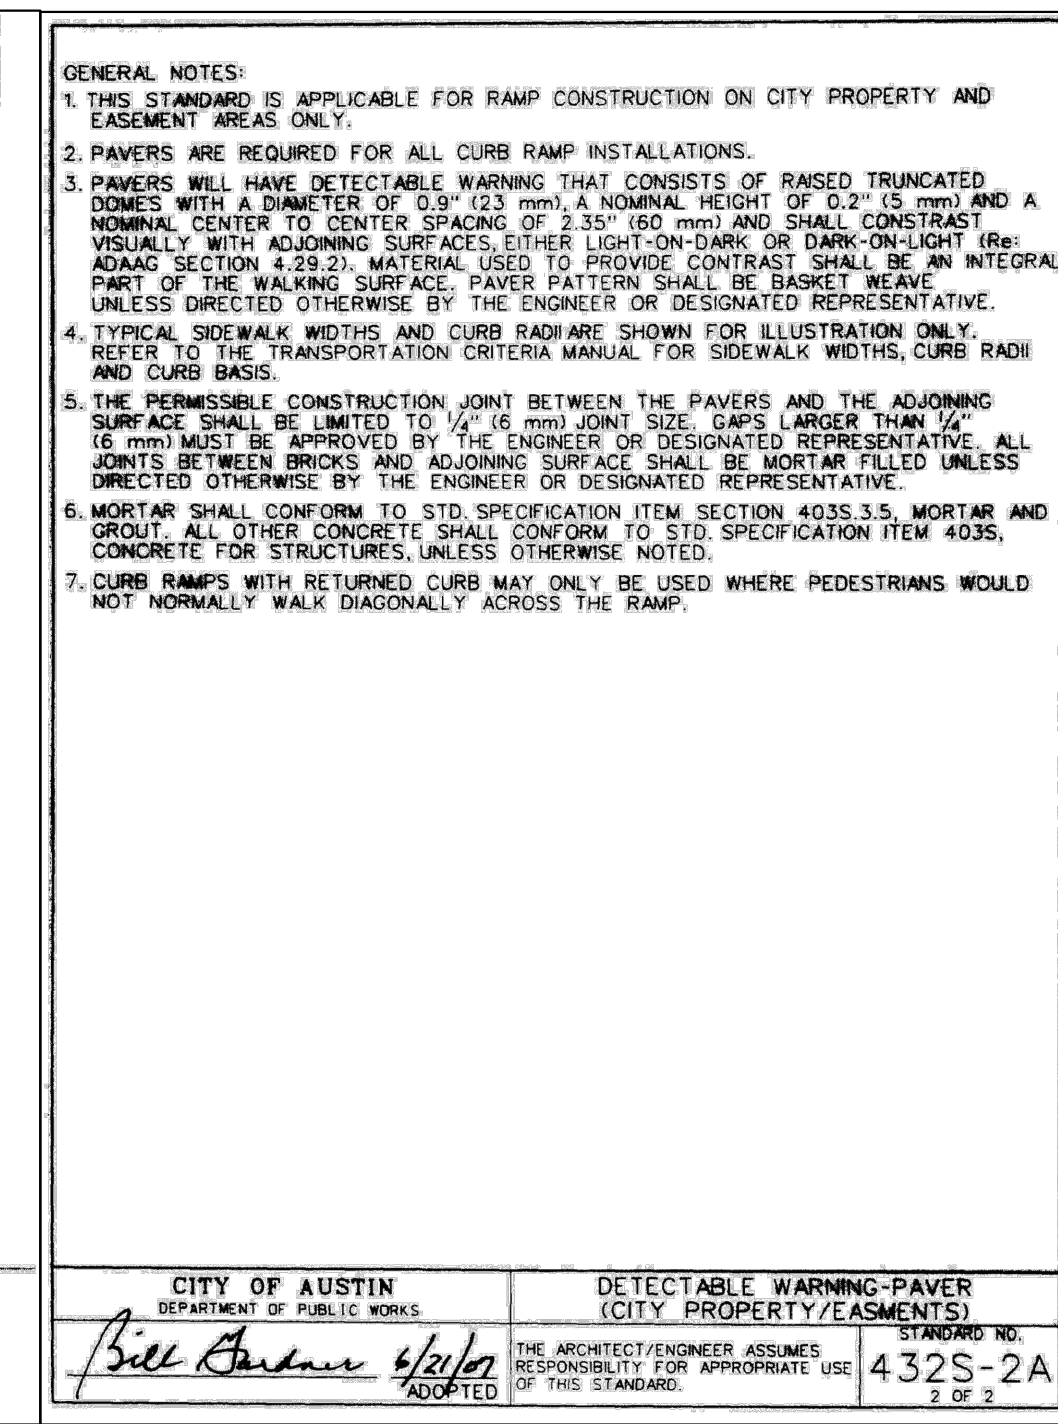 GENERAL NOTES:
1. THIS STANDARD IS APPLICABLE FOR RAMP CONSTRUCTION ON CITY PROPERTY AND
EASEMENT AREAS ONLY.
2. PAVERS ARE REQUIRED FOR ALL CURB RAMP INSTALLATIONS.
3. PAVERS WILL HAVE DETECTABLE WARNING THAT CONSISTS OF RAISED TRUNCATED
DOMES WITH A DIAMETER OF 0.9" (23 mm), A NOMINAL HEIGHT OF 0.2" (5 mm) AND A
NOMINAL CENTER TO CENTER SPACING OF 2.35" (60 mm) AND SHALL CONSTRAST
VISUALLY WITH ADJOINING SURFACES, EITHER LIGHT-ON-DARK OR DARK-ON-LIGHT (Re:
ADAAG SECTION 4.29.2). MATERIAL USED TO PROVIDE CONTRAST SHALL BE AN INTEGRAL
PART OF THE WALKING SURFACE. PAVER PATTERN SHALL BE BASKET WEAVE
UNLESS DIRECTED OTHERWISE BY THE ENGINEER OR DESIGNATED REPRESENTATIVE.
4. TYPICAL SIDEWALK WIDTHS AND CURB RADII ARE SHOWN FOR ILLUSTRATION ONLY.
REFER TO THE TRANSPORTATION CRITERIA MANUAL FOR SIDEWALK WIDTHS, CURB RADII
AND CURB BASIS.
5. THE PERMISSIBLE CONSTRUCTION JOINT BETWEEN THE PAVERS AND THE ADJOINING
SURFACE SHALL BE LIMITED TO 1/4" (6 mm) JOINT SIZE. GAPS LARGER THAN 1/4"
(6 mm) MUST BE APPROVED BY THE ENGINEER OR DESIGNATED REPRESENTATIVE. ALL
JOINTS BETWEEN BRICKS AND ADJOINING SURFACE SHALL BE MORTAR FILLED UNLESS
DIRECTED OTHERWISE BY THE ENGINEER OR DESIGNATED REPRESENTATIVE.
6. MORTAR SHALL CONFORM TO STD. SPECIFICATION ITEM SECTION 403S.3.5, MORTAR AND
GROUT. ALL OTHER CONCRETE SHALL CONFORM TO STD. SPECIFICATION ITEM 403S,
CONCRETE FOR STRUCTURES, UNLESS OTHERWISE NOTED.
7. CURB RAMPS WITH RETURNED CURB MAY ONLY BE USED WHERE PEDESTRIANS WOULD
NOT NORMALLY WALK DIAGONALLY ACROSS THE RAMP.
CITY OF AUSTIN
DEPARTMENT OF PUBLIC WORKS
Bill Gardner 6/21/07
ADOPTED
DETECTABLE WARNING-PAVER
(CITY PROPERTY/EASMENTS)
THE ARCHITECT/ENGINEER ASSUMES
RESPONSIBILITY FOR APPROPRIATE USE
OF THIS STANDARD.
STANDARD NO.
432S-2A
2 OF 2